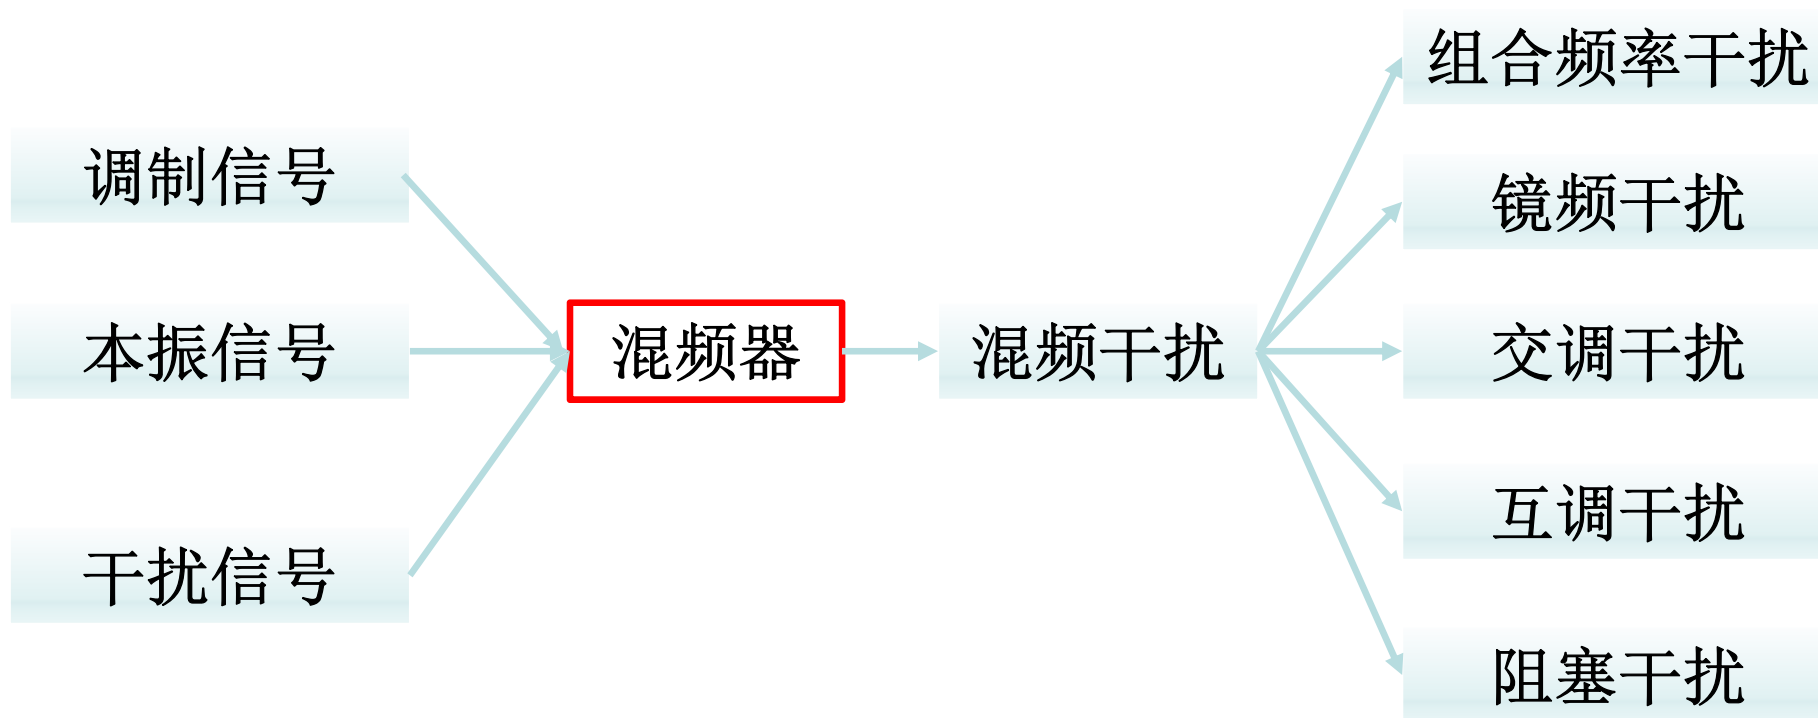 调制信号
本振信号
干扰信号
混频器
混频干扰
组合频率干扰
镜频干扰
交调干扰
互调干扰
阻塞干扰